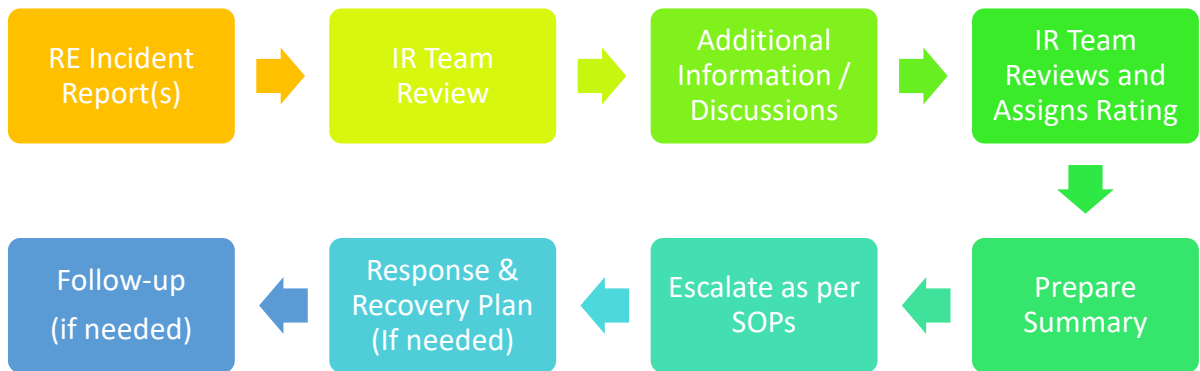 RE Incident
Report(s)
IR Team
Review
Additional
Information /
Discussions
IR Team
Reviews and
Assigns Rating
Prepare
Summary
Escalate as per
SOPs
Response &
Recovery Plan
(If needed)
Follow-up
(if needed)